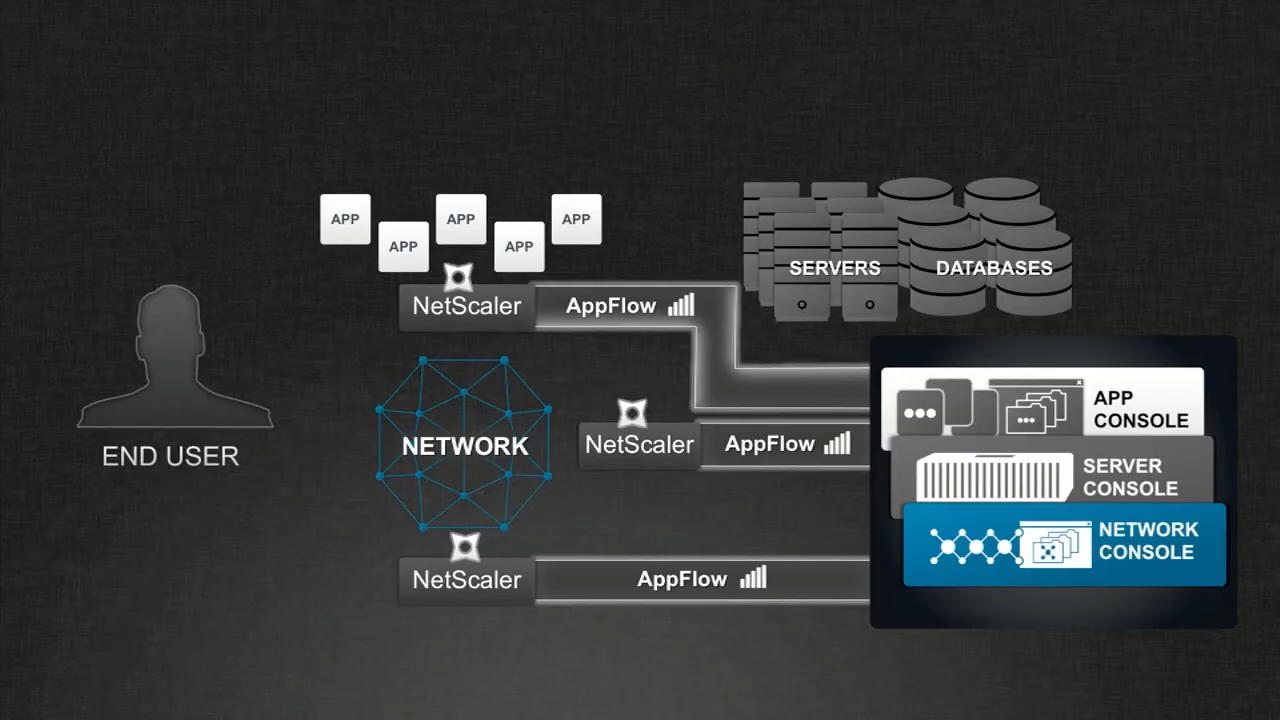 APP
APP
APP
APP
APP
SERVERS
DATABASES
NetScaler
AppFlow
END USER
NETWORK
NetScaler
AppFlow
NetScaler
AppFlow
APP
CONSOLE
SERVER
CONSOLE
NETWORK
CONSOLE